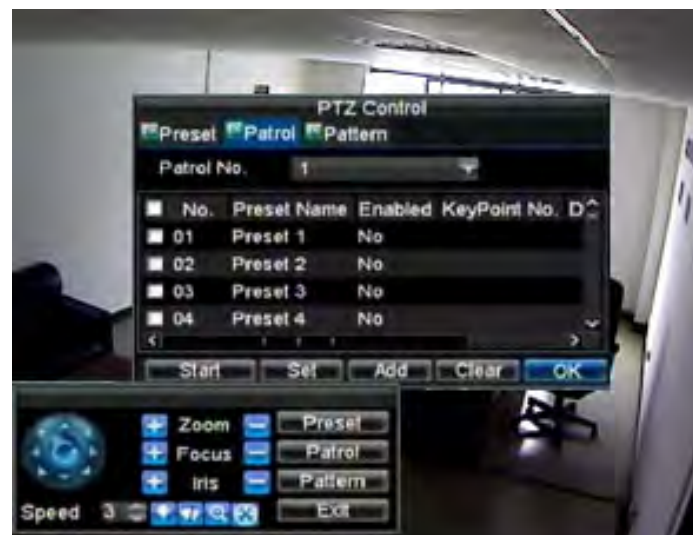 PTZ Control
Preset Patrol Pattern
Patrol No. 1
No. Preset Name Enabled KeyPoint No. D
01 Preset 1 No
02 Preset 2 No
03 Preset 3 No
04 Preset 4 No
Start Set Add Clear OK
Zoom Preset
Focus Patrol
Iris Pattern
Speed 3 Exit